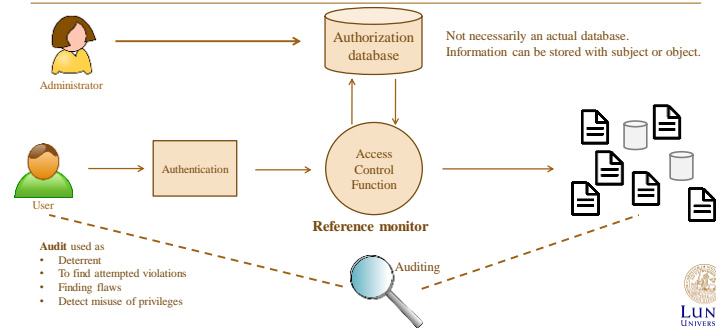 Authorization
database
Not necessarily an actual database.
Information can be stored with subject or object.
Administrator
Authentication
Access
Control
Function
User
Reference monitor
Audit used as
• Deterrent
• To find attempted violations
• Finding flaws
• Detect misuse of privileges
Auditing
LUN
UNIVERS